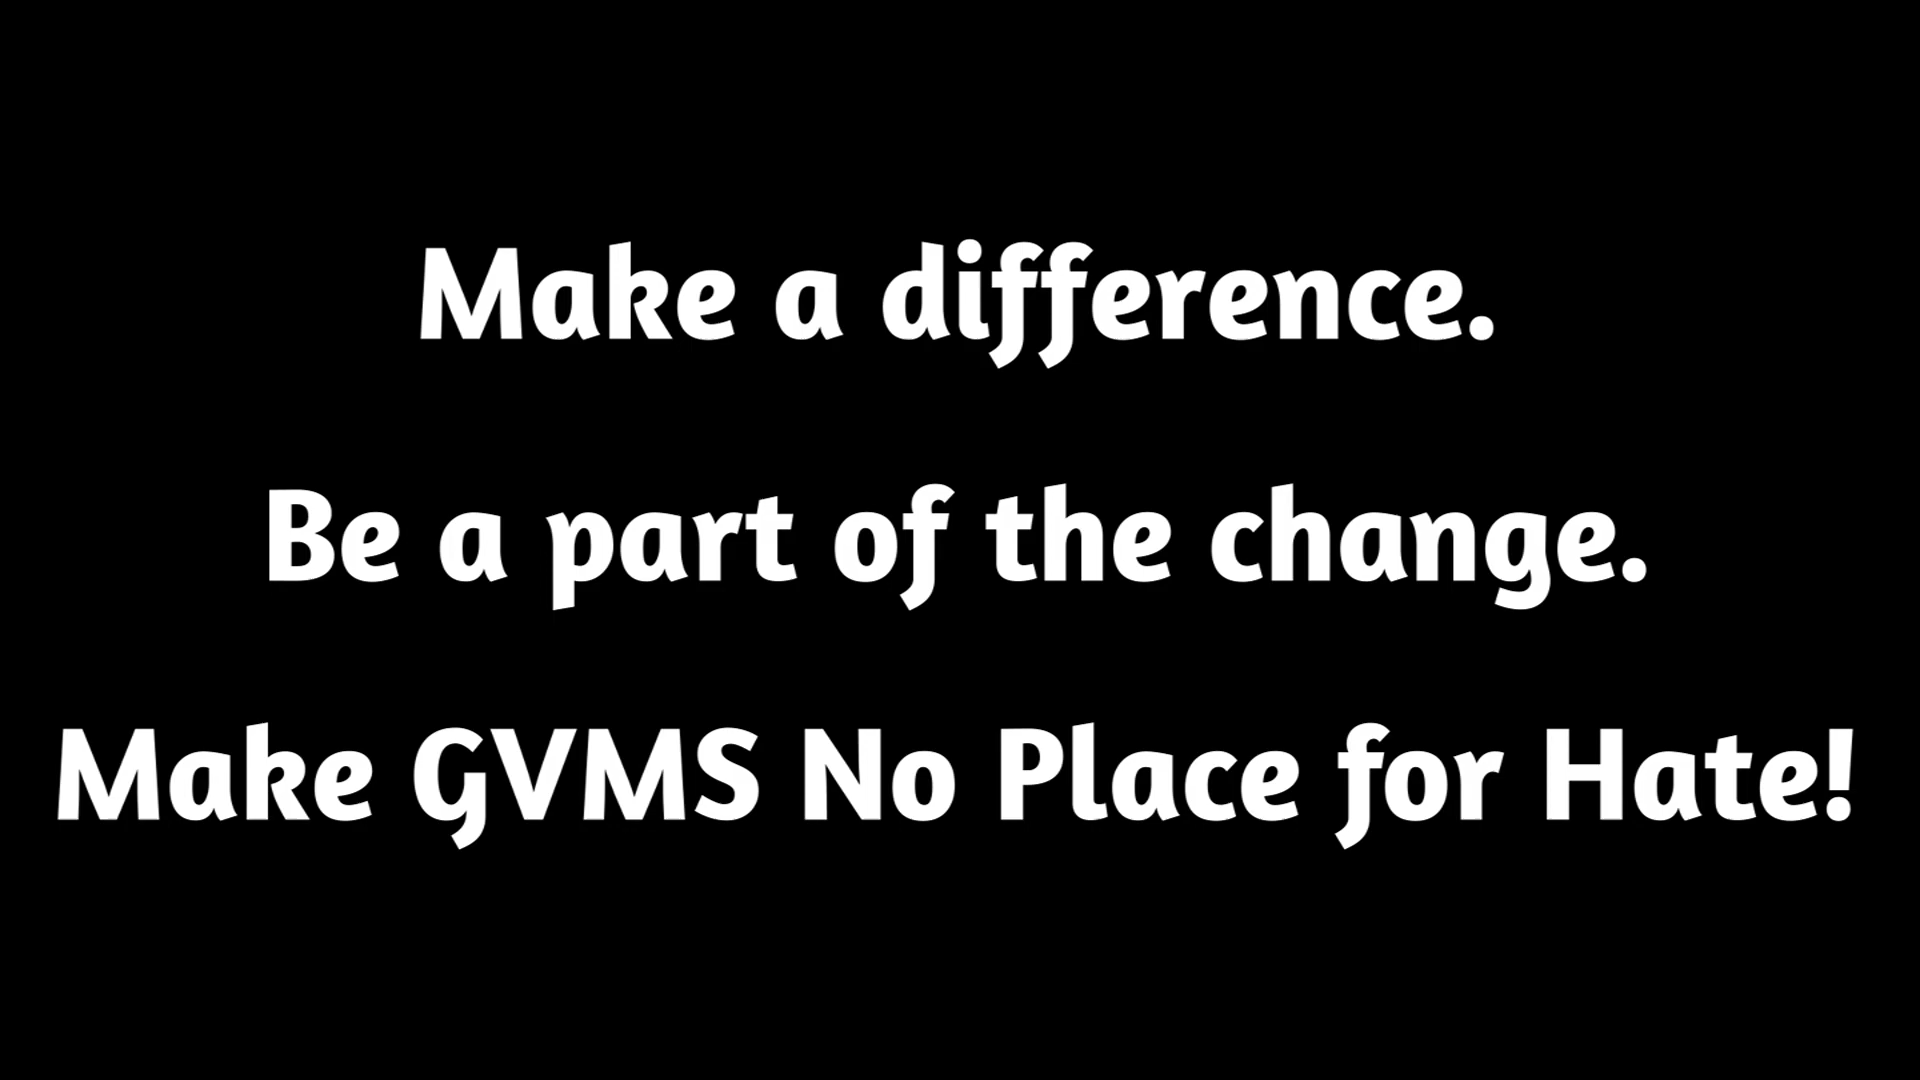 Make a difference.
Be a part of the change.
Make GVMS No Place for Hate!